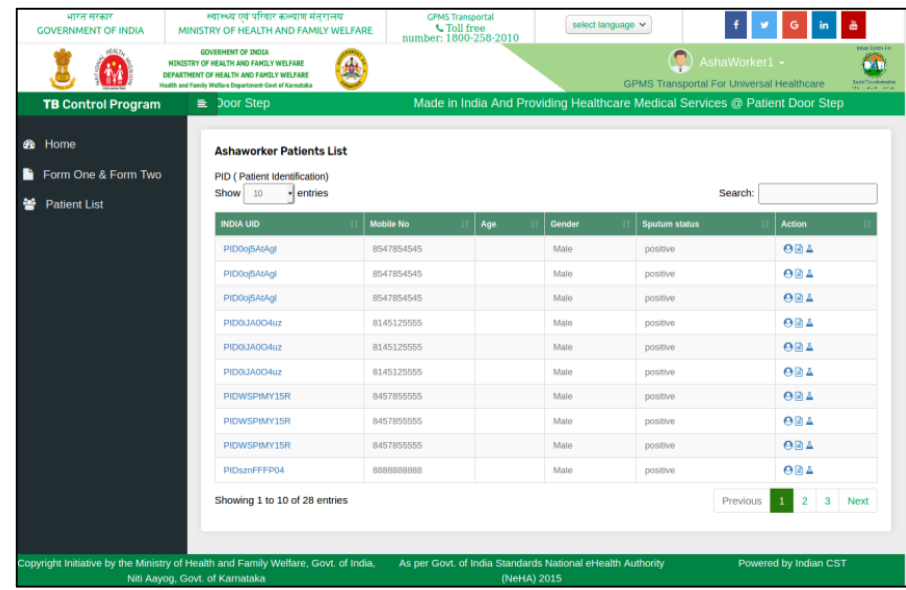 भारत सरकार
GOVERNMENT OF INDIA
स्वास्थ्य एवं परिवार कल्याण मंत्रालय
MINISTRY OF HEALTH AND FAMILY WELFARE
GPMS Transportal
Toll free
number: 1800-258-2010
select language
f G in
GOVERNMENT OF INDIA
MINISTRY OF HEALTH AND FAMILY WELFARE
DEPARTMENT OF HEALTH AND FAMILY WELFARE
Health and Family Welfare Department-Govt of Karnataka
AshaWorker1
GPMS Transportal For Universal Healthcare
TB Control Program
Door Step
Made in India And Providing Healthcare Medical Services @ Patient Door Step
Home
Form One & Form Two
Patient List
Ashaworker Patients List
PID ( Patient Identification)
Show 10 entries
Search:
INDIA UID Mobile No Age Gender Sputum status Action
PID0oj5AtAgI 8547854545 Male positive
PID0oj5AtAgI 8547854545 Male positive
PID0oj5AtAgI 8547854545 Male positive
PID0iJA0O4uz 8145125555 Male positive
PID0iJA0O4uz 8145125555 Male positive
PID0iJA0O4uz 8145125555 Male positive
PIDWSPtMY15R 8457855555 Male positive
PIDWSPtMY15R 8457855555 Male positive
PIDWSPtMY15R 8457855555 Male positive
PIDsznFFFP04 8888888888 Male positive
Showing 1 to 10 of 28 entries
Previous 1 2 3 Next
Copyright Initiative by the Ministry of Health and Family Welfare, Govt. of India,
Niti Aayog, Govt. of Karnataka
As per Govt. of India Standards National eHealth Authority
(NeHA) 2015
Powered by Indian CST